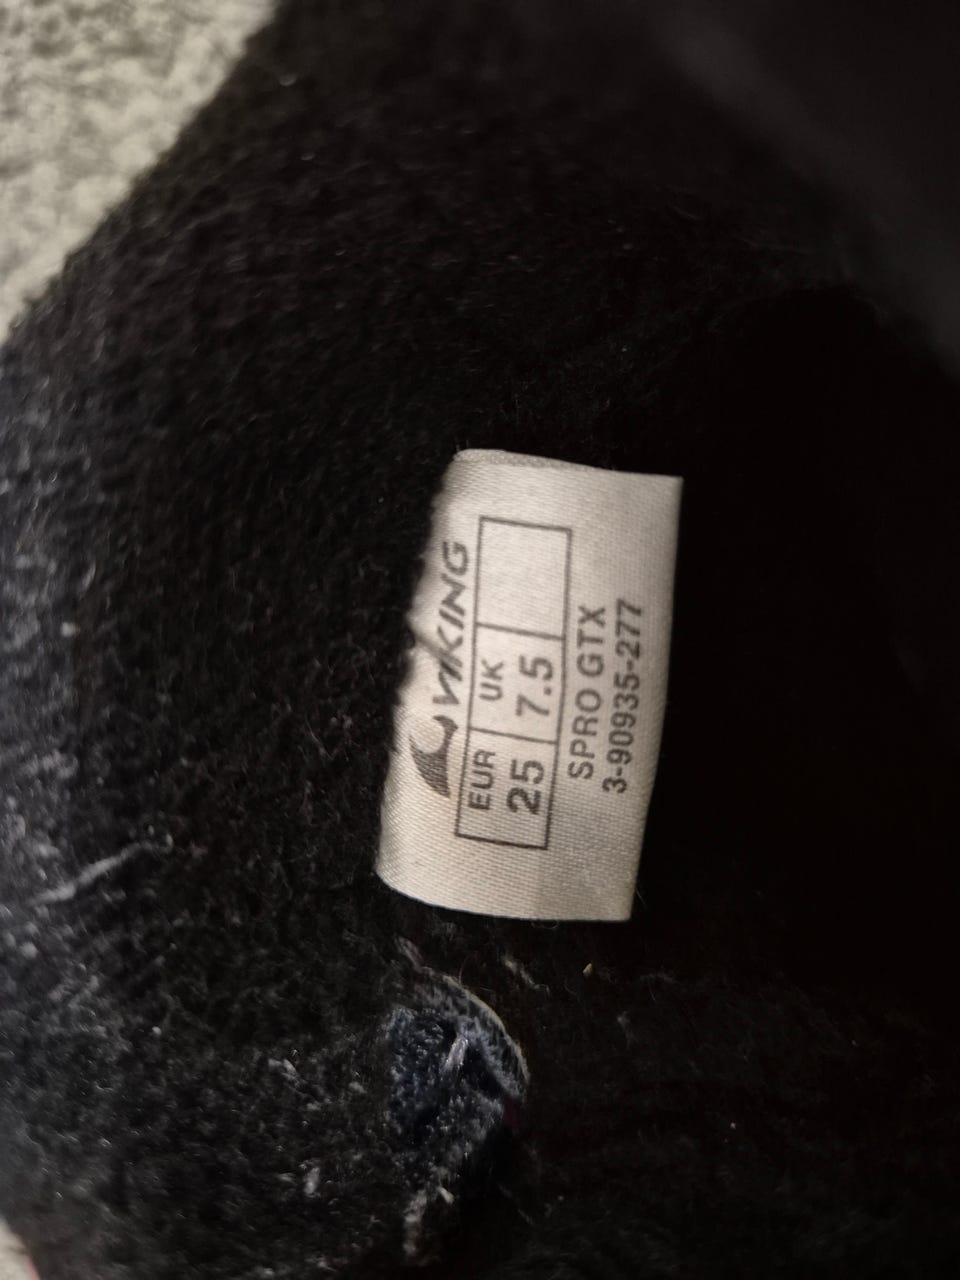 VIKING
EUR UK
25 7.5
SPRO GTX
3-90935-277